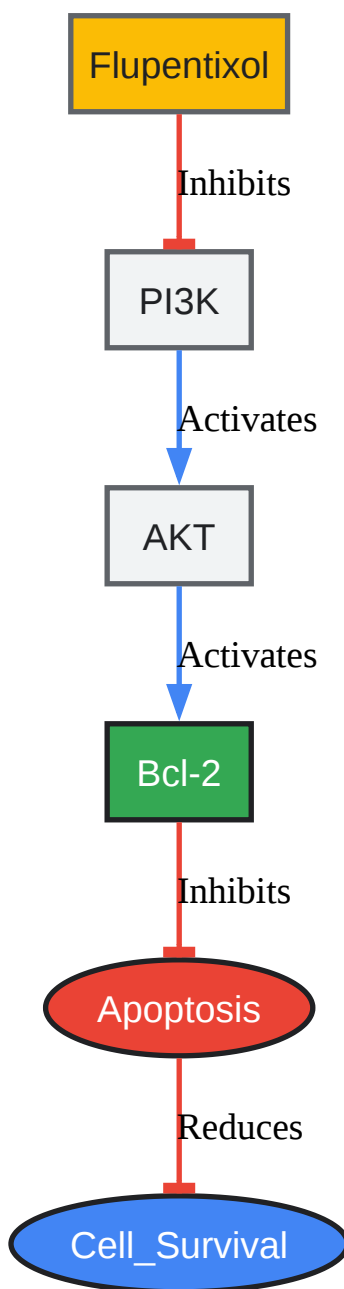 Flupentixol
Inhibits
PI3K
Activates
AKT
Activates
Bcl-2
Inhibits
Apoptosis
Reduces
Cell_Survival